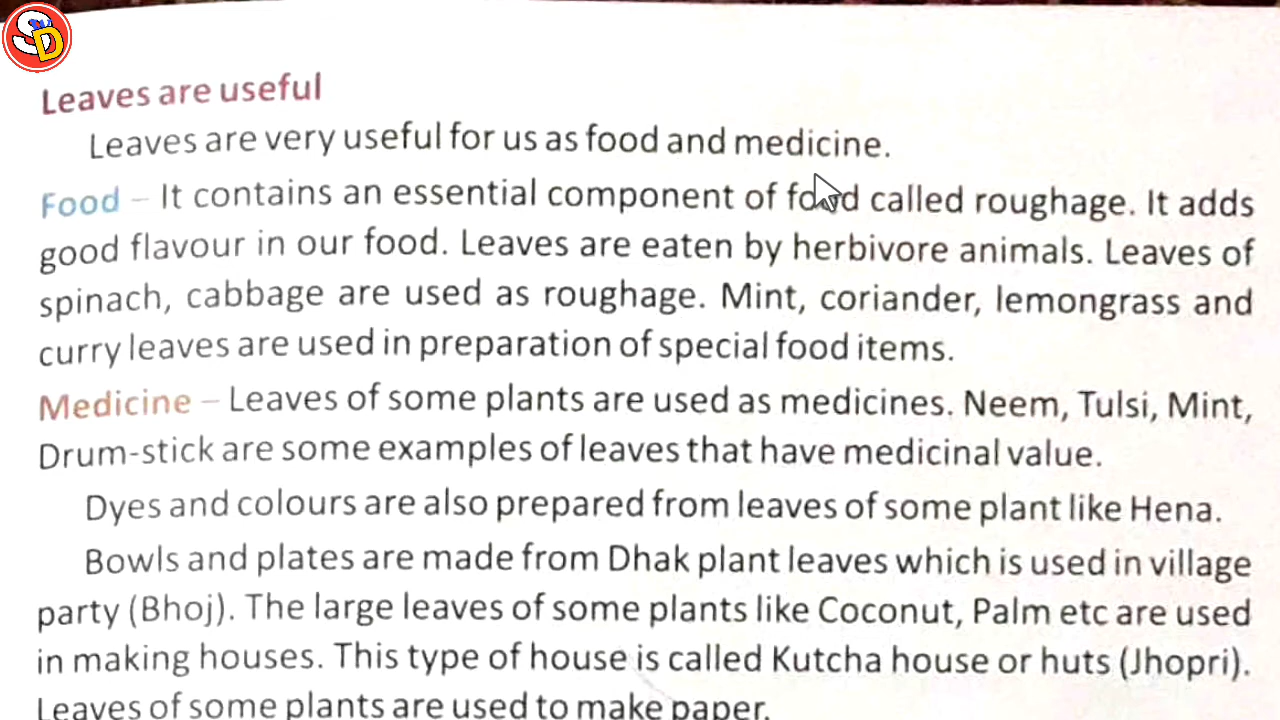 SD
Leaves are useful
Leaves are very useful for us as food and medicine.
Food – It contains an essential component of food called roughage. It adds
good flavour in our food. Leaves are eaten by herbivore animals. Leaves of
spinach, cabbage are used as roughage. Mint, coriander, lemongrass and
curry leaves are used in preparation of special food items.
Medicine – Leaves of some plants are used as medicines. Neem, Tulsi, Mint,
Drum-stick are some examples of leaves that have medicinal value.
Dyes and colours are also prepared from leaves of some plant like Hena.
Bowls and plates are made from Dhak plant leaves which is used in village
party (Bhoj). The large leaves of some plants like Coconut, Palm etc are used
in making houses. This type of house is called Kutcha house or huts (Jhopri).
Leaves of some plants are used to make paper.